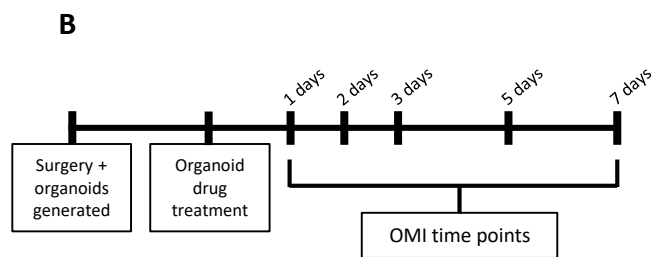 B
1 days
2 days
3 days
5 days
7 days
Surgery +
organoids
generated
Organoid
drug
treatment
OMI time points